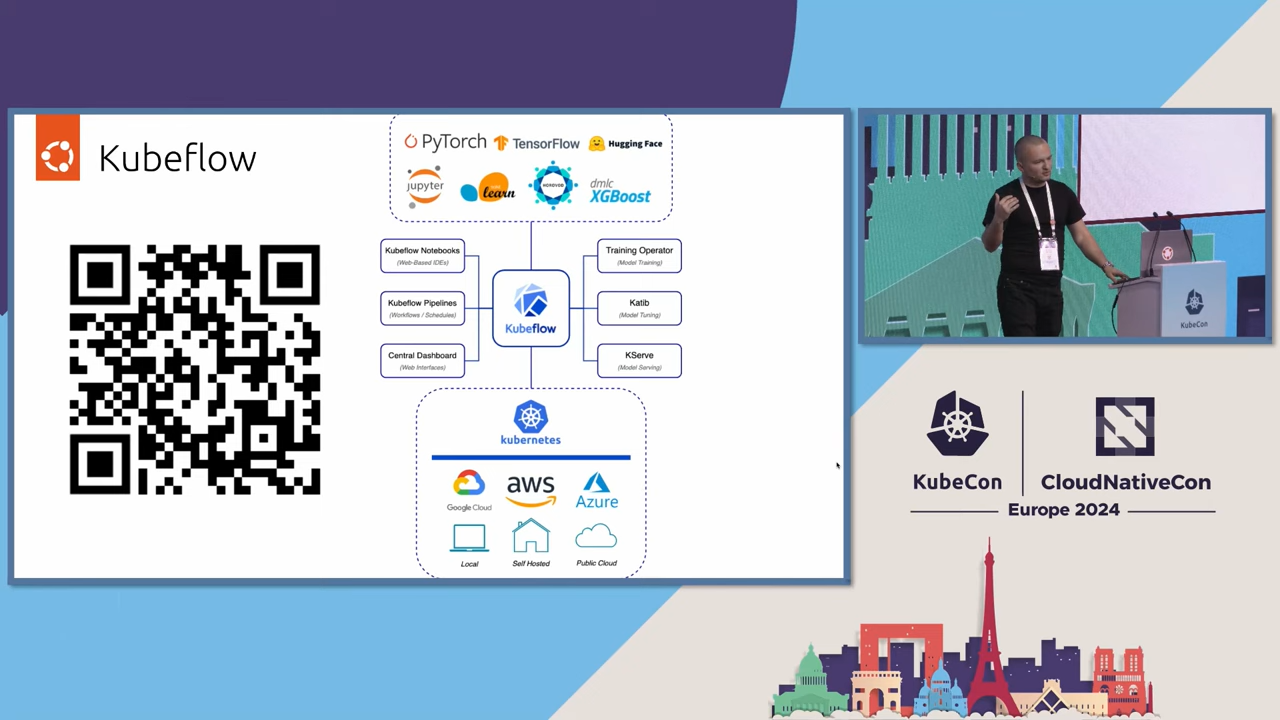 Kubeflow
PyTorch TensorFlow Hugging Face
jupyter learn HOROVOD dmlc XGBoost
Kubeflow Notebooks
(Web-Based IDEs)
Training Operator
(Model Training)
Kubeflow Pipelines
(Workflows / Schedules)
Kubeflow
Katib
(Model Tuning)
Central Dashboard
(Web Interfaces)
KServe
(Model Serving)
kubernetes
Google Cloud
aws
Azure
Local
Self Hosted
Public Cloud
KubeCon
KubeCon
CloudNativeCon
Europe 2024